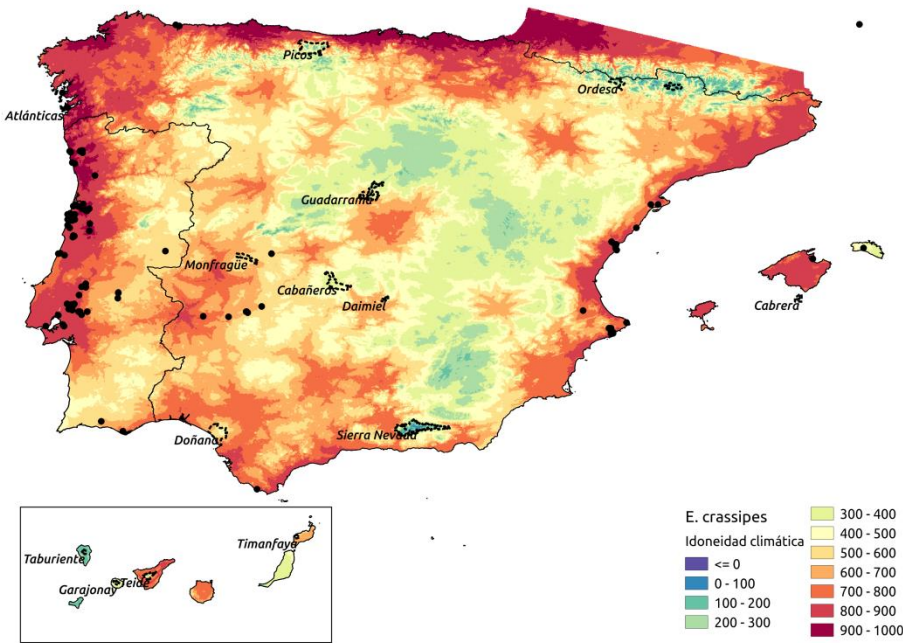 Picos
Ordesa
Atlánticas
Guadarrama
Monfragüe
Cabañeros
Daimiel
Cabrera
Doñana
Sierra Nevada
Taburiente
Garajonay
Teide
Timanfaya
E. crassipes
Idoneidad climática
<= 0
0 - 100
100 - 200
200 - 300
300 - 400
400 - 500
500 - 600
600 - 700
700 - 800
800 - 900
900 - 1000